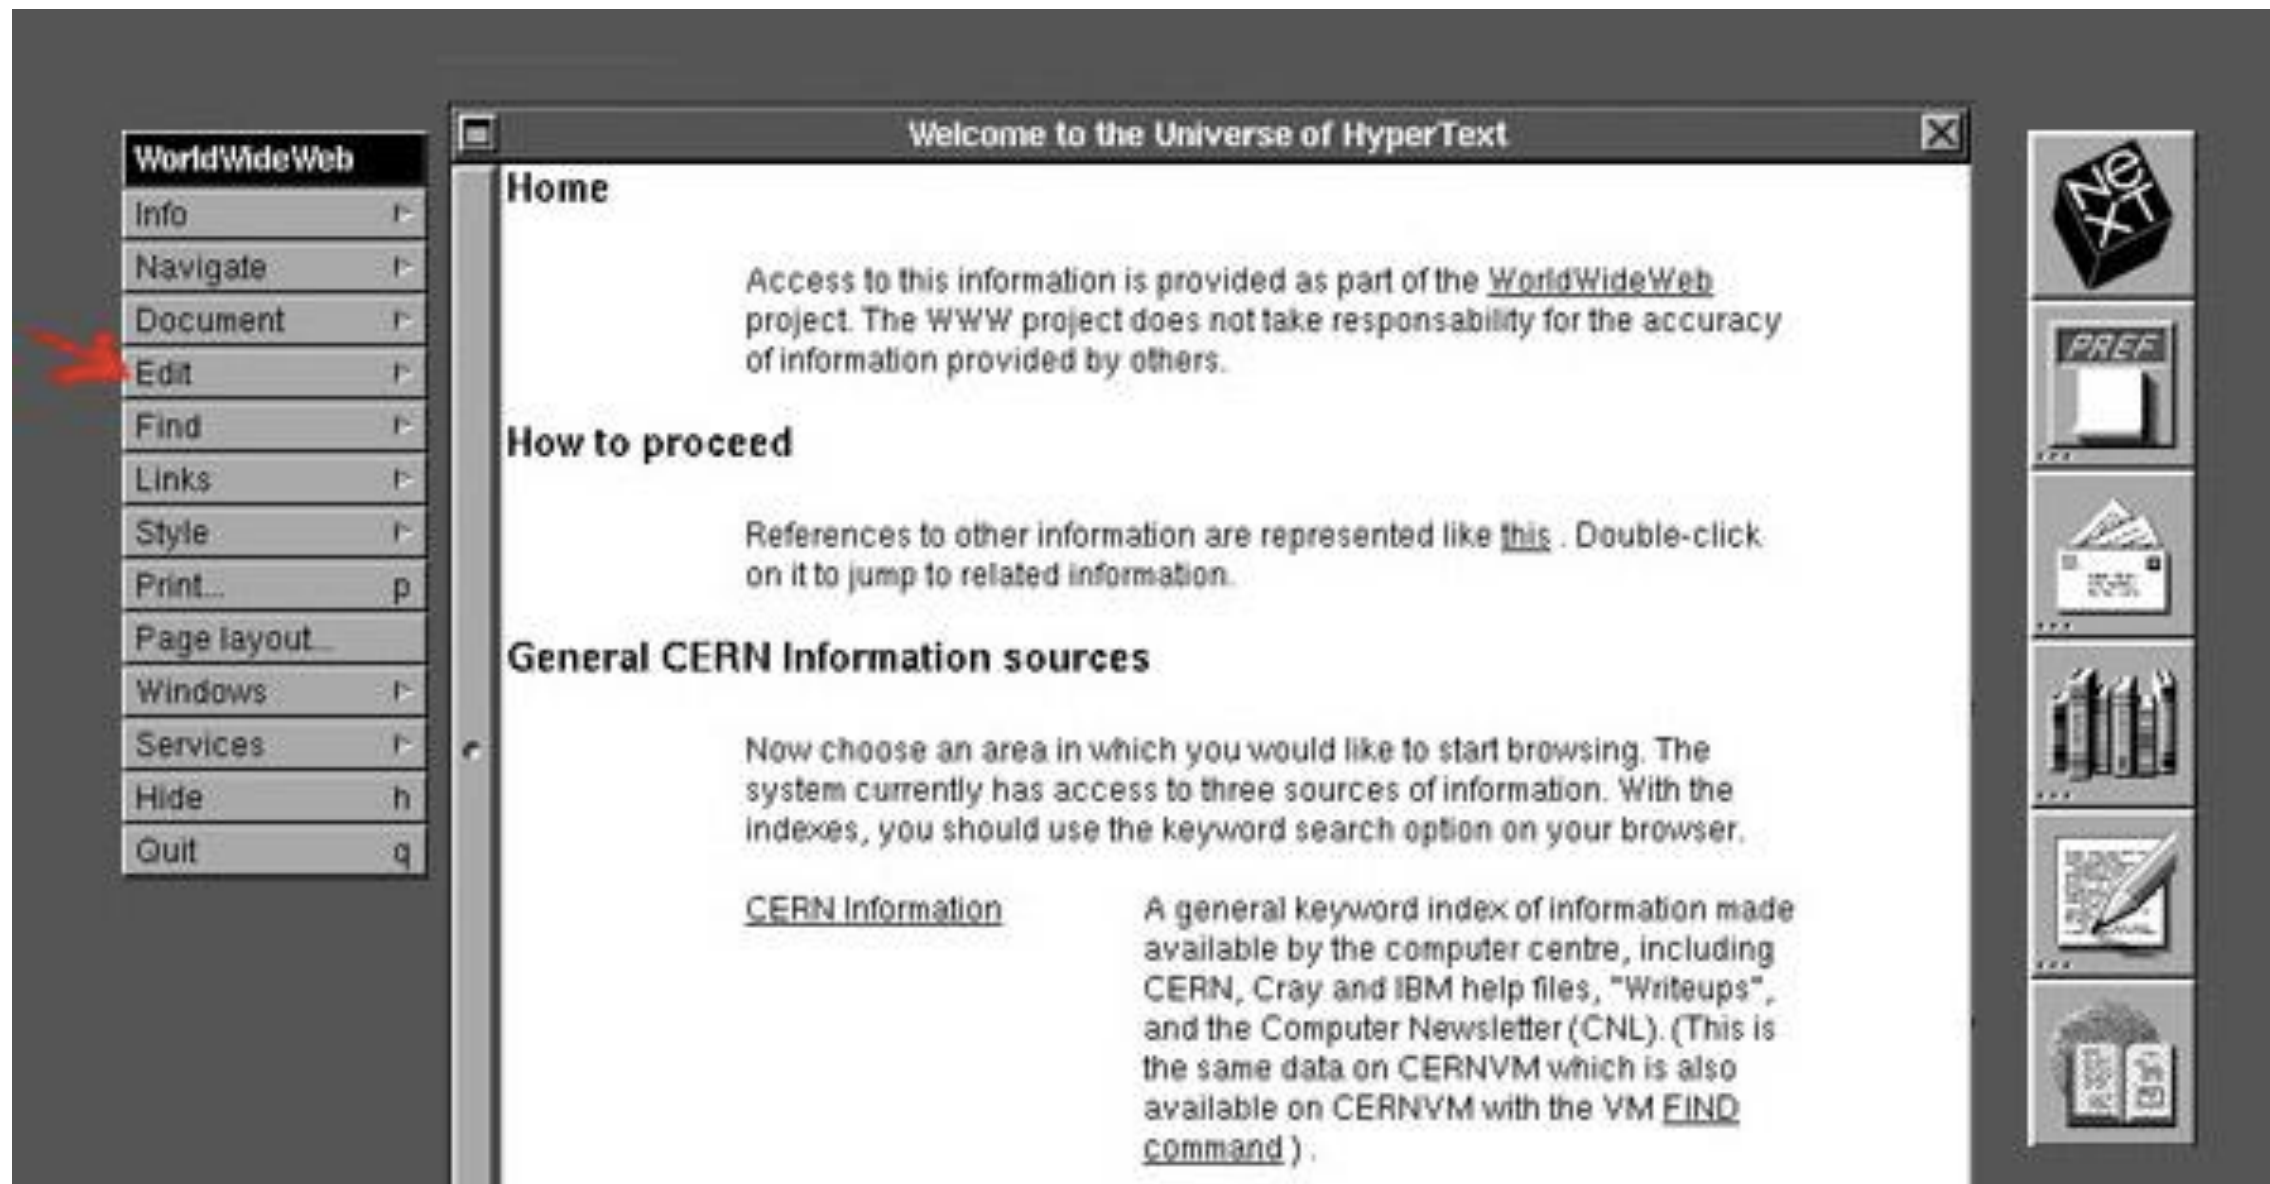 WorldWideWeb
Info
Navigate
Document
Edit
Find
Links
Style
Print... p
Page layout...
Windows
Services
Hide h
Quit q
Welcome to the Universe of HyperText
Home
Access to this information is provided as part of the WorldWideWeb
project. The WWW project does not take responsability for the accuracy
of information provided by others.
How to proceed
References to other information are represented like this . Double-click
on it to jump to related information.
General CERN Information sources
Now choose an area in which you would like to start browsing. The
system currently has access to three sources of information. With the
indexes, you should use the keyword search option on your browser.
CERN Information
A general keyword index of information made
available by the computer centre, including
CERN, Cray and IBM help files, "Writeups",
and the Computer Newsletter (CNL). (This is
the same data on CERNVM which is also
available on CERNVM with the VM FIND
command ) .
NeXT
PREF